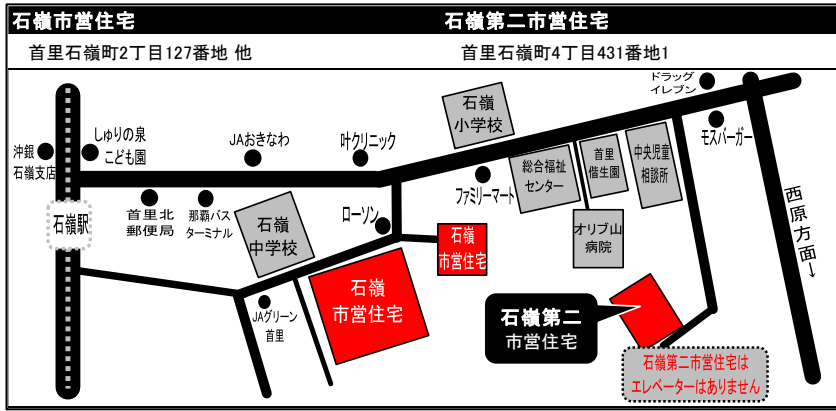 石嶺市営住宅
石嶺第二市営住宅
首里石嶺町2丁目127番地 他
首里石嶺町4丁目431番地1
ドラッグ
イレブン
石嶺
小学校
沖銀
石嶺支店
しゅりの泉
こども園
JAおきなわ
叶クリニック
モスバーガー
総合福祉
センター
首里
偕生園
中央児童
相談所
ファミリーマート
西原方面→
首里北
郵便局
那覇バス
ターミナル
石嶺駅
石嶺
中学校
ローソン
石嶺
市営住宅
オリブ山
病院
石嶺
市営住宅
JAグリーン
首里
石嶺第二
市営住宅
石嶺第二市営住宅は
エレベーターはありません